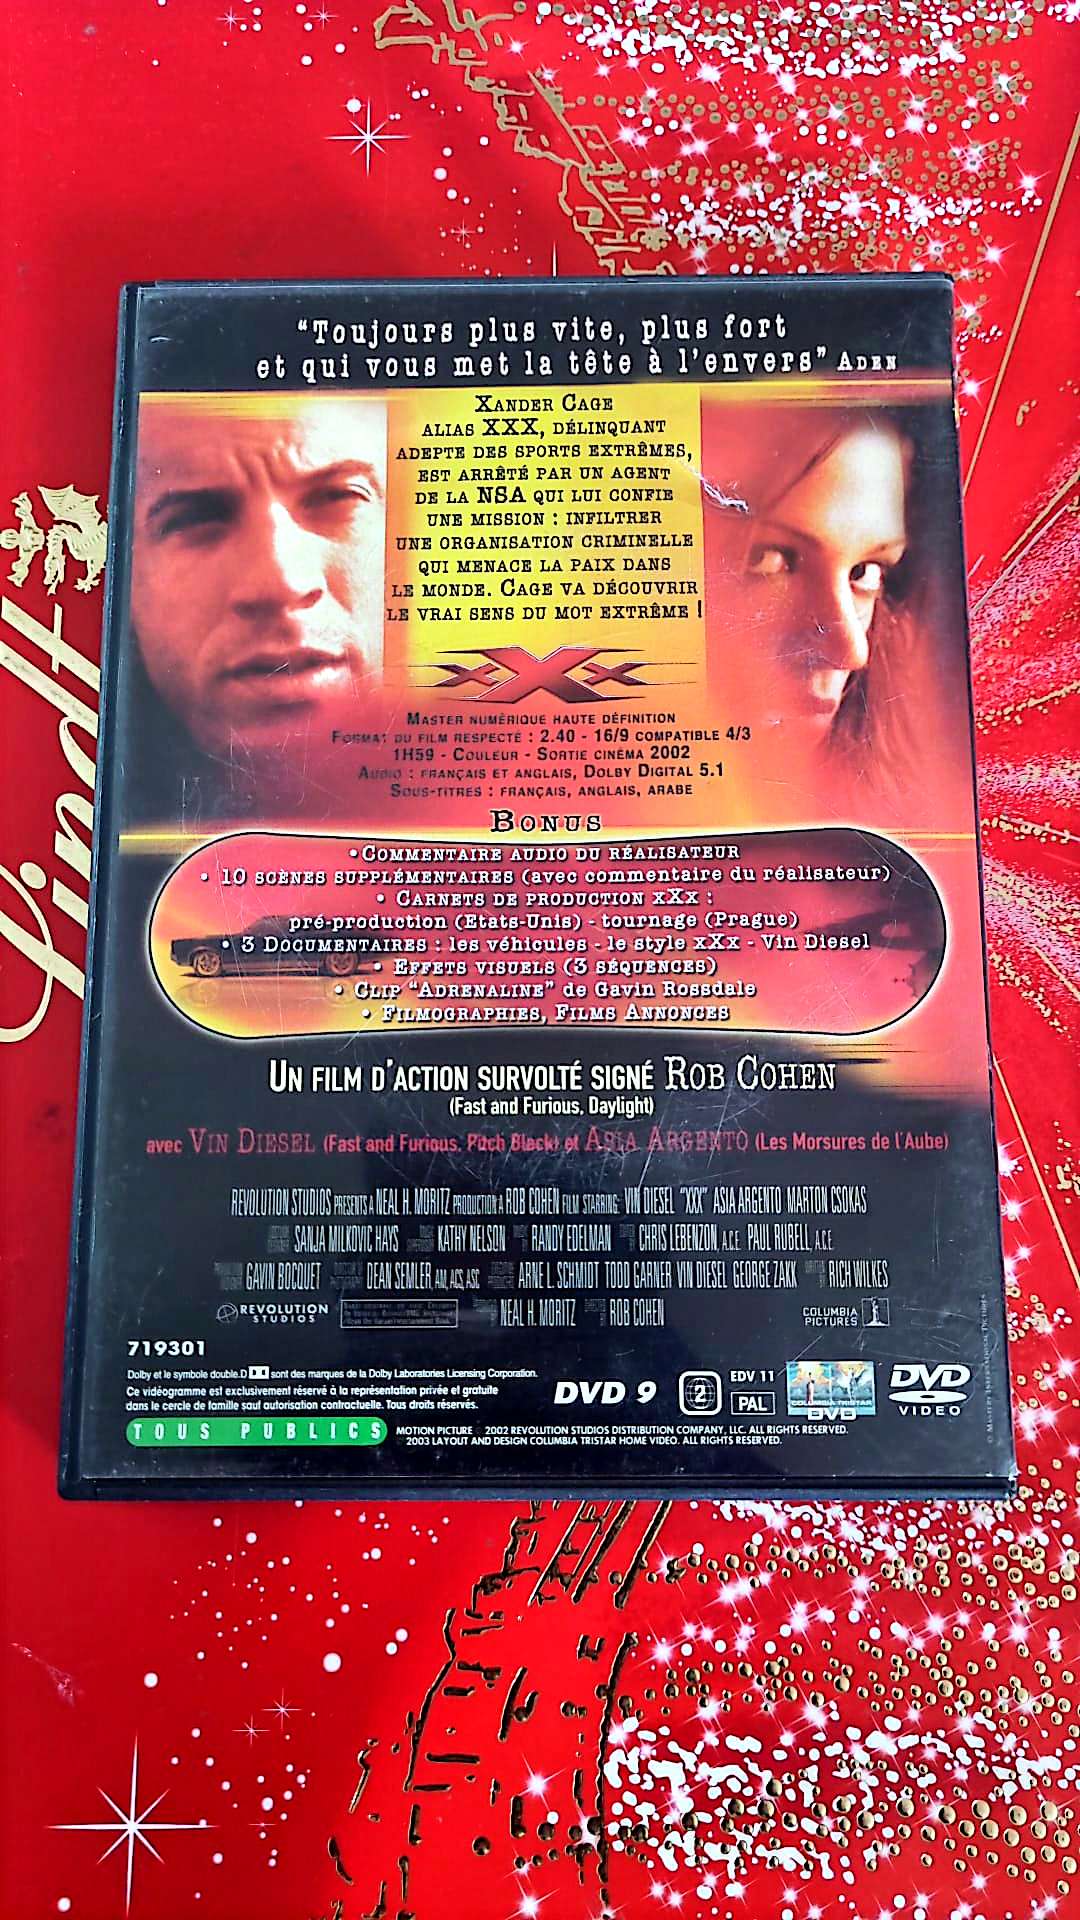 "Toujours plus vite, plus fort
et qui vous met la tête à l'envers" Aden
Xander Cage
alias XXX, délinquant
adepte des sports extrêmes,
est arrêté par un agent
de la NSA qui lui confie
une mission : infiltrer
une organisation criminelle
qui menace la paix dans
le monde. Cage va découvrir
le vrai sens du mot extrême !
xXx
Master numérique haute définition
Format du film respecté : 2.40 - 16/9 compatible 4/3
1H59 - Couleur - Sortie cinéma 2002
Audio : français et anglais, Dolby Digital 5.1
Sous-titres : français, anglais, arabe
Bonus
• Commentaire audio du réalisateur
• 10 scènes supplémentaires (avec commentaire du réalisateur)
• Carnets de production xXx :
pré-production (Etats-Unis) - tournage (Prague)
• 3 Documentaires : les véhicules - le style xXx - Vin Diesel
• Effets visuels (3 séquences)
• Clip "Adrenaline" de Gavin Rossdale
• Filmographies, Films Annonces
Un film d'action survolté signé Rob Cohen
(Fast and Furious, Daylight)
avec Vin Diesel (Fast and Furious, Pitch Black) et Asia Argento (Les Morsures de l'Aube)
REVOLUTION STUDIOS PRESENTS A NEAL H. MORITZ PRODUCTION A ROB COHEN FILM STARRING: VIN DIESEL "XXX" ASIA ARGENTO MARTON CSOKAS
SANJA MILKOVIC HAYS MUSIC SUPERVISOR KATHY NELSON MUSIC BY RANDY EDELMAN CHRIS LEBENZON, A.C.E. PAUL RUBELL, A.C.E.
GAVIN BOCQUET DEAN SEMLER, AM, ACS, ASC ARNE L. SCHMIDT TODD GARNER VIN DIESEL GEORGE ZAKK RICH WILKES
REVOLUTION STUDIOS NEAL H. MORITZ ROB COHEN COLUMBIA PICTURES
719301
Dolby et le symbole double.D sont des marques de la Dolby Laboratories Licensing Corporation.
Ce vidéogramme est exclusivement réservé à la représentation privée et gratuite
dans le cercle de famille sauf autorisation contractuelle. Tous droits réservés.
DVD 9
2
EDV 11
PAL
COLUMBIA TRISTAR
DVD
DVD
VIDEO
TOUS PUBLICS
MOTION PICTURE 2002 REVOLUTION STUDIOS DISTRIBUTION COMPANY, LLC. ALL RIGHTS RESERVED.
2003 LAYOUT AND DESIGN COLUMBIA TRISTAR HOME VIDEO. ALL RIGHTS RESERVED.
Lindt